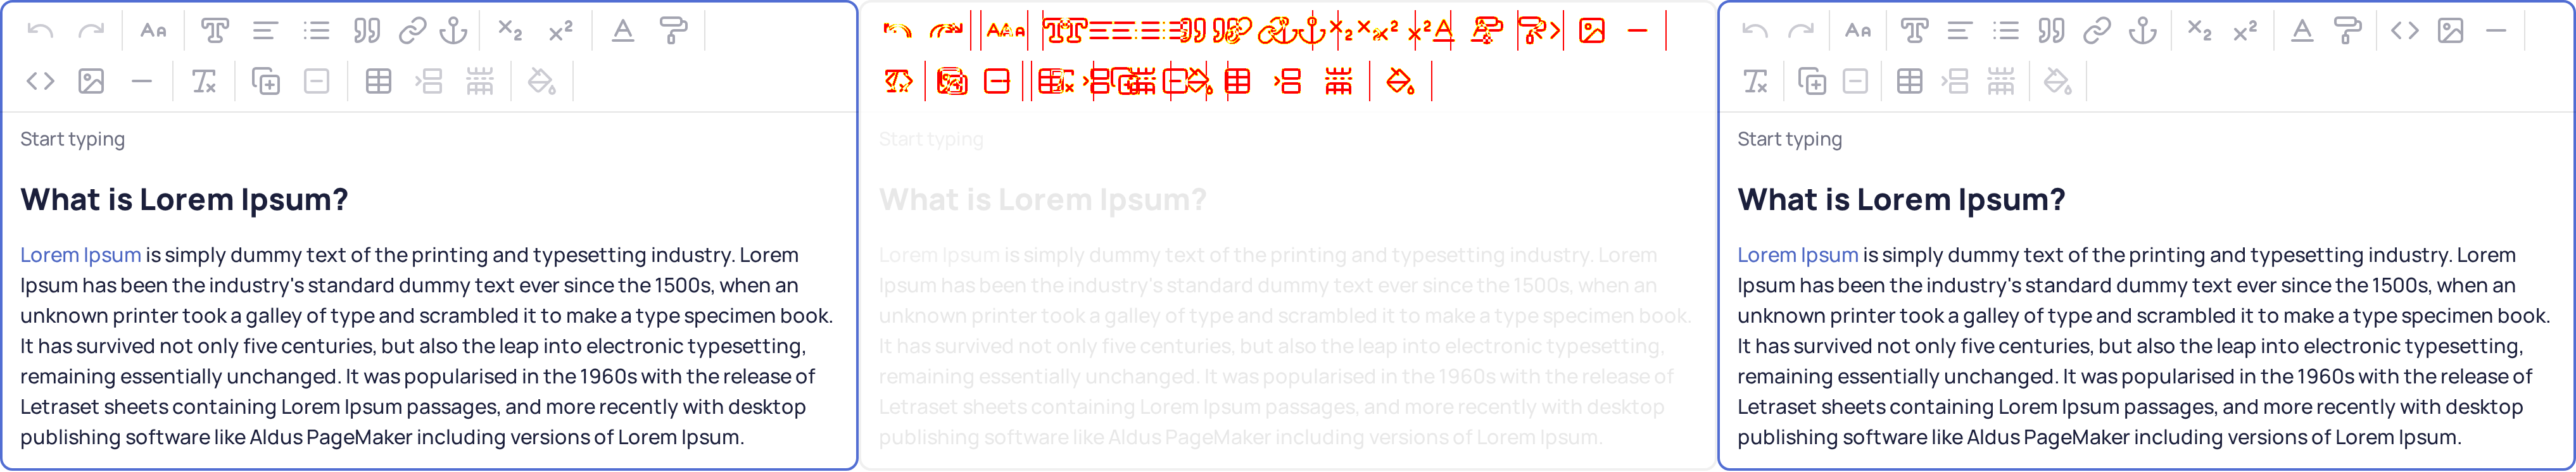 Start typing
What is Lorem Ipsum?
Lorem Ipsum is simply dummy text of the printing and typesetting industry. Lorem
Ipsum has been the industry's standard dummy text ever since the 1500s, when an
unknown printer took a galley of type and scrambled it to make a type specimen book.
It has survived not only five centuries, but also the leap into electronic typesetting,
remaining essentially unchanged. It was popularised in the 1960s with the release of
Letraset sheets containing Lorem Ipsum passages, and more recently with desktop
publishing software like Aldus PageMaker including versions of Lorem Ipsum.
Start typing
What is Lorem Ipsum?
Lorem Ipsum is simply dummy text of the printing and typesetting industry. Lorem
Ipsum has been the industry's standard dummy text ever since the 1500s, when an
unknown printer took a galley of type and scrambled it to make a type specimen book.
It has survived not only five centuries, but also the leap into electronic typesetting,
remaining essentially unchanged. It was popularised in the 1960s with the release of
Letraset sheets containing Lorem Ipsum passages, and more recently with desktop
publishing software like Aldus PageMaker including versions of Lorem Ipsum.
Start typing
What is Lorem Ipsum?
Lorem Ipsum is simply dummy text of the printing and typesetting industry. Lorem
Ipsum has been the industry's standard dummy text ever since the 1500s, when an
unknown printer took a galley of type and scrambled it to make a type specimen book.
It has survived not only five centuries, but also the leap into electronic typesetting,
remaining essentially unchanged. It was popularised in the 1960s with the release of
Letraset sheets containing Lorem Ipsum passages, and more recently with desktop
publishing software like Aldus PageMaker including versions of Lorem Ipsum.